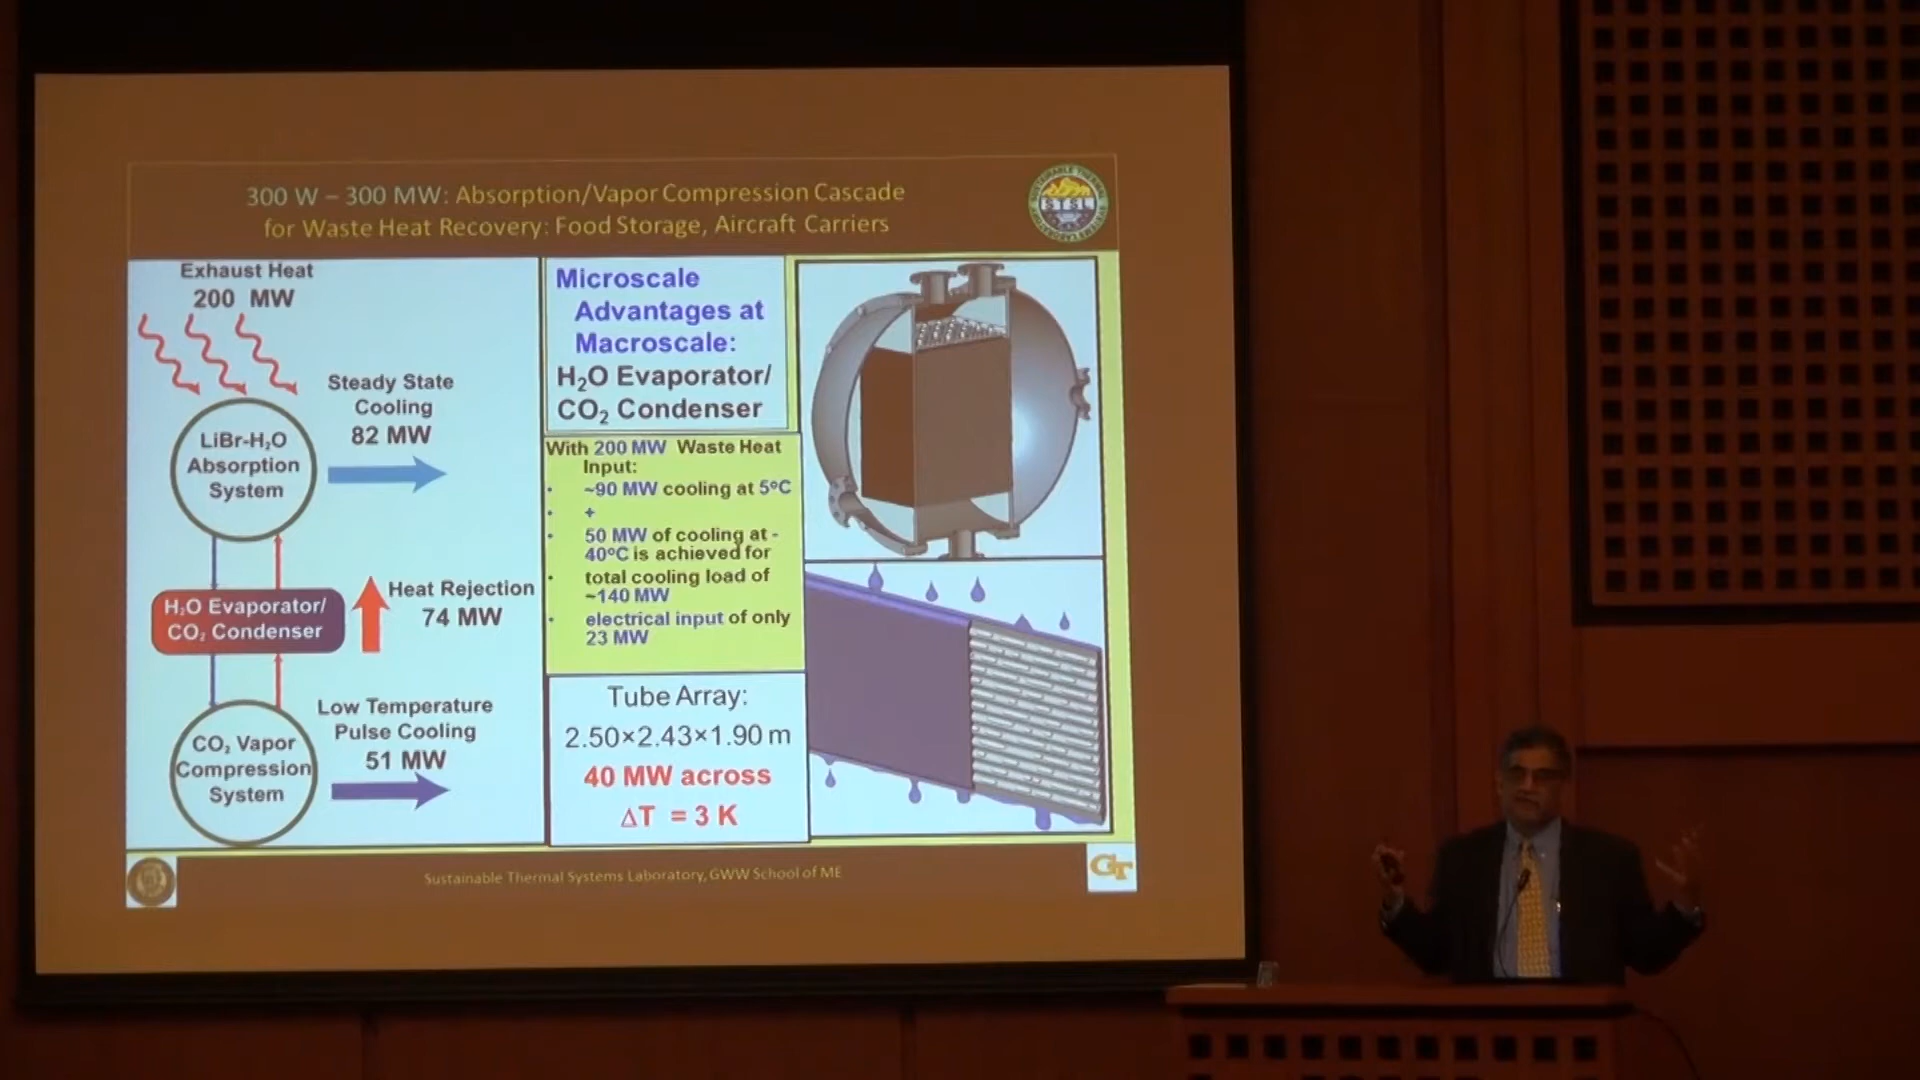 300 W – 300 MW: Absorption/Vapor Compression Cascade
for Waste Heat Recovery: Food Storage, Aircraft Carriers
STSL
Exhaust Heat
200 MW
Steady State
Cooling
82 MW
LiBr-H₂O
Absorption
System
H₂O Evaporator/
CO₂ Condenser
Heat Rejection
74 MW
Low Temperature
Pulse Cooling
51 MW
CO₂ Vapor
Compression
System
Microscale
Advantages at
Macroscale:
H₂O Evaporator/
CO₂ Condenser
With 200 MW Waste Heat
Input:
• ~90 MW cooling at 5°C
• +
• 50 MW of cooling at -
40°C is achieved for
• total cooling load of
~140 MW
• electrical input of only
23 MW
Tube Array:
2.50×2.43×1.90 m
40 MW across
ΔT = 3 K
Sustainable Thermal Systems Laboratory, GWW School of ME
GT